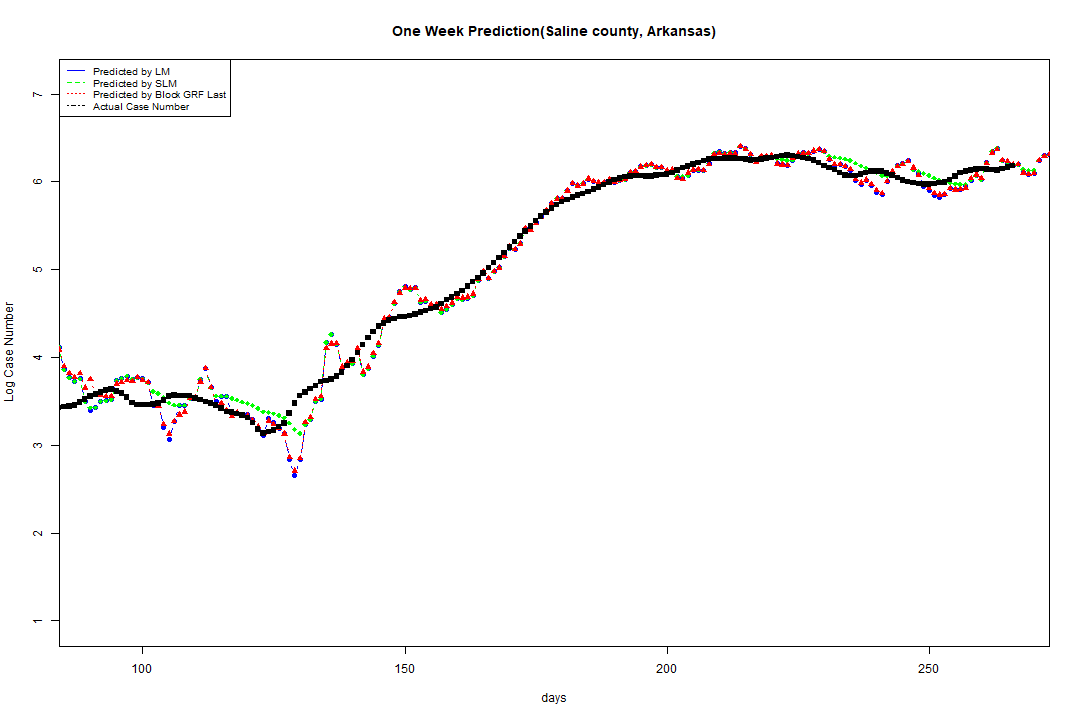 One Week Prediction(Saline county, Arkansas)
Predicted by LM
Predicted by SLM
Predicted by Block GRF Last
Actual Case Number
7
6
5
4
3
2
1
Log Case Number
100 150 200 250
days